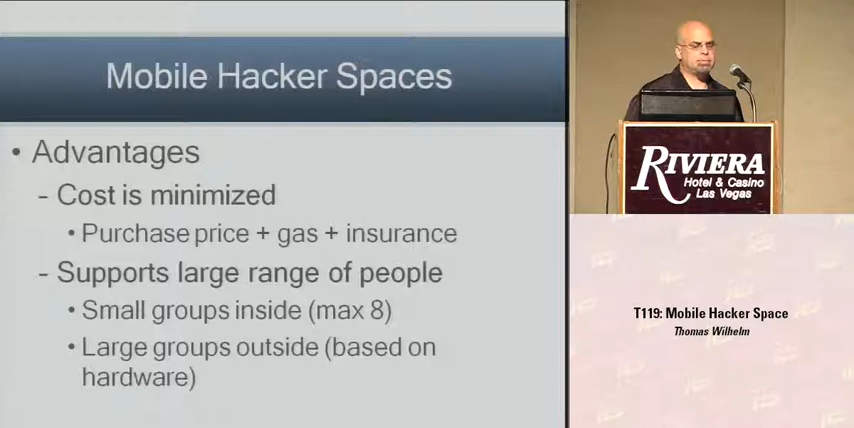 Mobile Hacker Spaces
• Advantages
- Cost is minimized
• Purchase price + gas + insurance
- Supports large range of people
• Small groups inside (max 8)
• Large groups outside (based on
hardware)
RIVIERA
Hotel & Casino
Las Vegas
T119: Mobile Hacker Space
Thomas Wilhelm